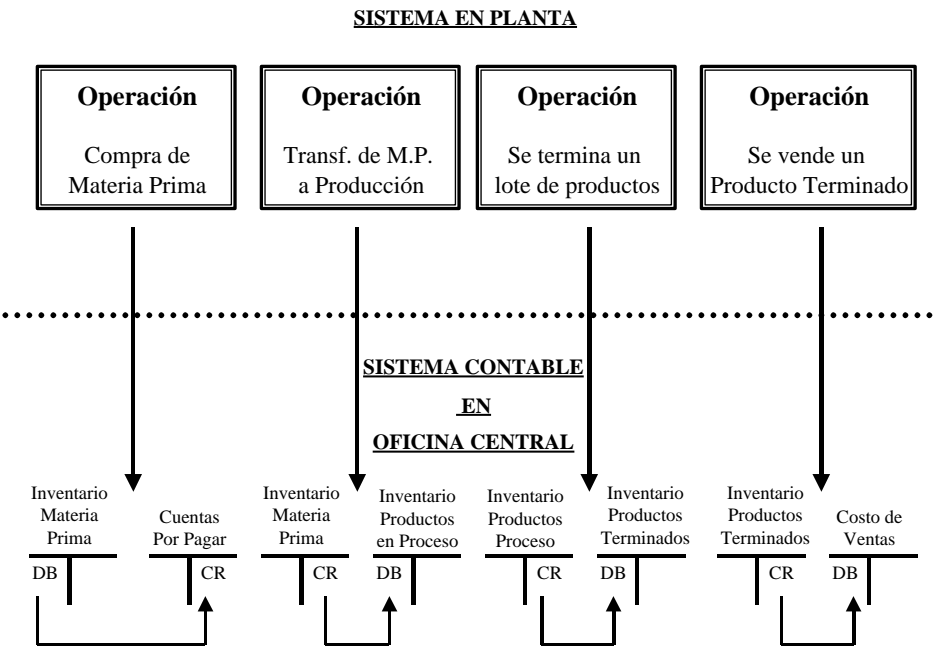 SISTEMA EN PLANTA
Operación
Compra de
Materia Prima
Operación
Transf. de M.P.
a Producción
Operación
Se termina un
lote de productos
Operación
Se vende un
Producto Terminado
SISTEMA CONTABLE
EN
OFICINA CENTRAL
Inventario
Materia
Prima
DB
Cuentas
Por Pagar
CR
Inventario
Materia
Prima
CR
Inventario
Productos
en Proceso
DB
Inventario
Productos
Proceso
CR
Inventario
Productos
Terminados
DB
Inventario
Productos
Terminados
CR
Costo de
Ventas
DB